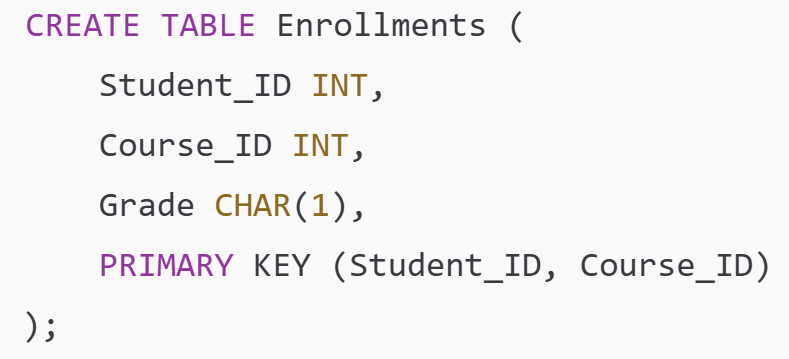 CREATE TABLE Enrollments (
    Student_ID INT,
    Course_ID INT,
    Grade CHAR(1),
    PRIMARY KEY (Student_ID, Course_ID)
);